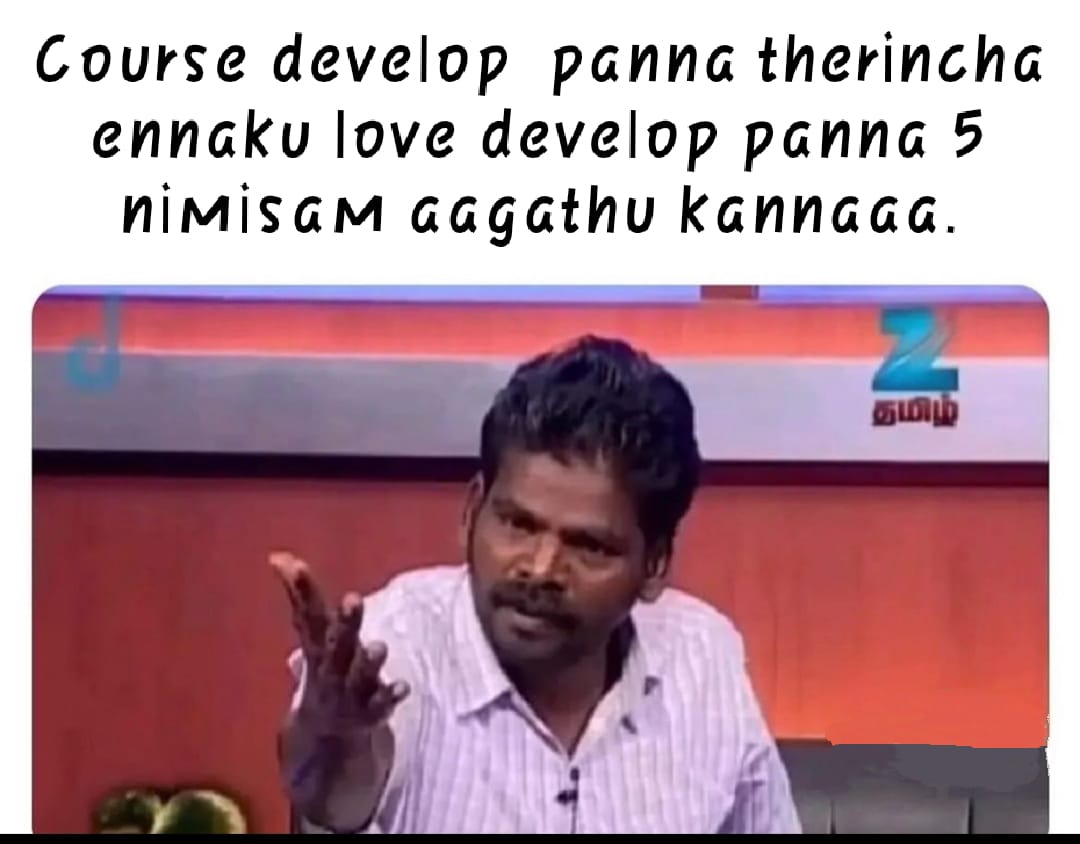 Course develop panna therincha
ennaku love develop panna 5
nimisam aagathu kannaaa.
Z
தமிழ்